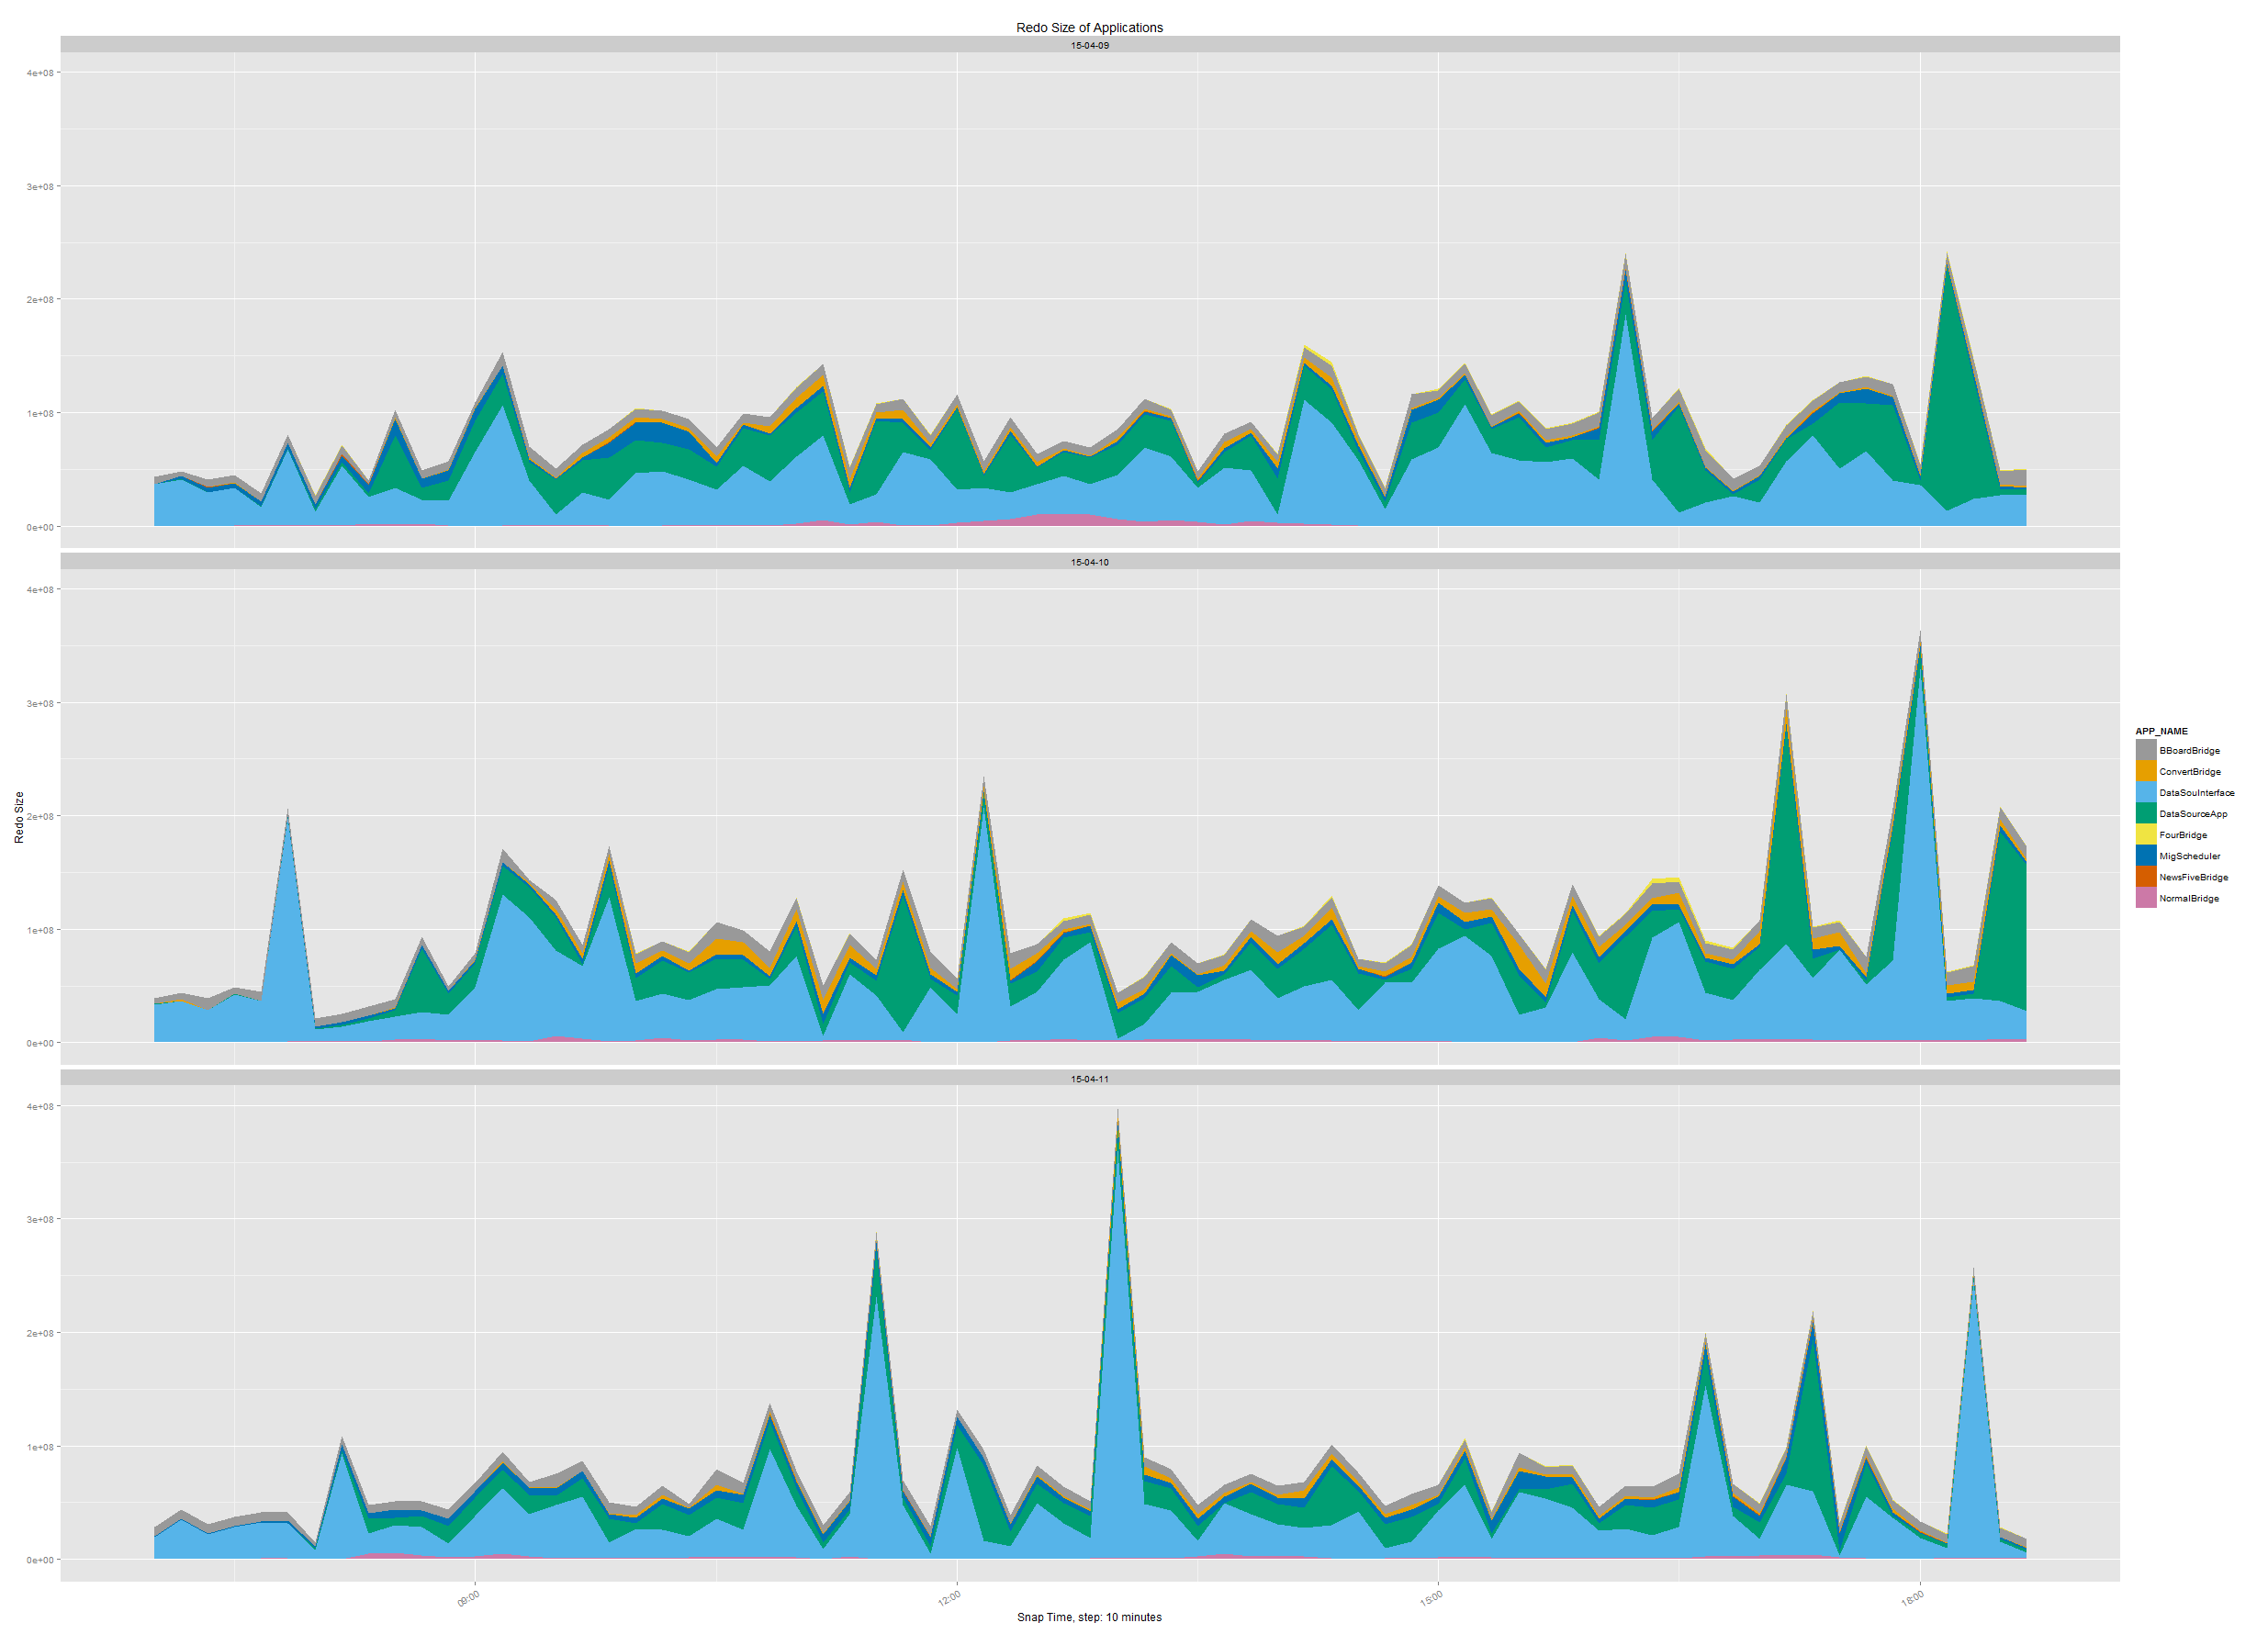 Redo Size of Applications
15-04-09
4e+08
3e+08
2e+08
1e+08
0e+00
15-04-10
4e+08
3e+08
2e+08
1e+08
0e+00
15-04-11
4e+08
3e+08
2e+08
1e+08
0e+00
Redo Size
09:00
12:00
15:00
18:00
Snap Time, step: 10 minutes
APP_NAME
BBoardBridge
ConvertBridge
DataSouInterface
DataSourceApp
FourBridge
MigScheduler
NewsFiveBridge
NormalBridge